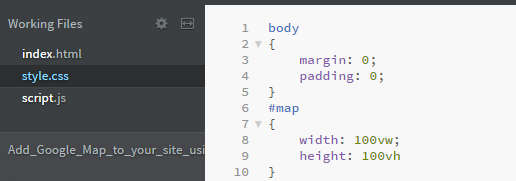 Working Files
index.html
style.css
script.js
Add_Google_Map_to_your_site_usi
1 body
2 {
3 margin: 0;
4 padding: 0;
5 }
6 #map
7 {
8 width: 100vw;
9 height: 100vh
10 }